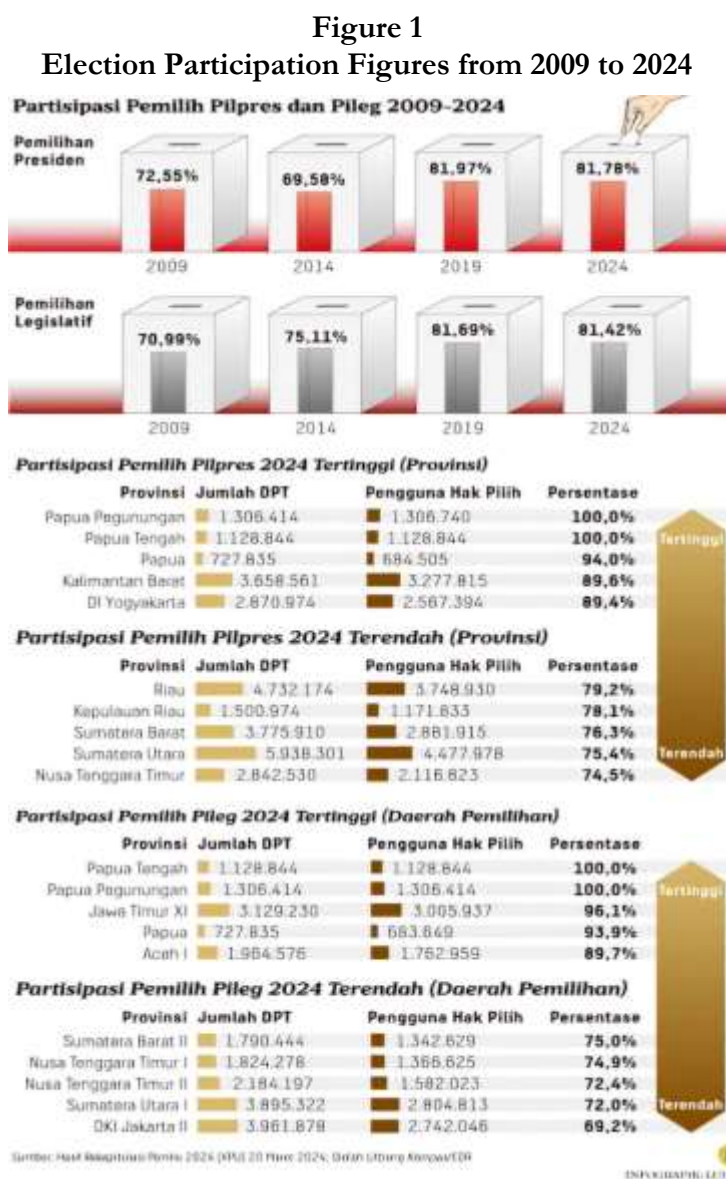 Figure 1
Election Participation Figures from 2009 to 2024
Partisipasi Pemilih Pilpres dan Pileg 2009-2024
Pemilihan
Presiden
72,55% 69,58% 81,97% 81,78%
2009 2014 2019 2024
Pemilihan
Legislatif
70,99% 75,11% 81,69% 81,42%
2009 2014 2019 2024
Partisipasi Pemilih Pilpres 2024 Tertinggi (Provinsi)
Provinsi Jumlah DPT Pengguna Hak Pilih Persentase
Papua Pegunungan 1.306.414 1.306.740 100,0%
Papua Tengah 1.128.844 1.128.844 100,0%
Tertinggi
Papua 727.835 684.505 94,0%
Kalimantan Barat 3.658.561 3.277.815 89,6%
DI Yogyakarta 2.870.974 2.567.394 89,4%
Partisipasi Pemilih Pilpres 2024 Terendah (Provinsi)
Provinsi Jumlah DPT Pengguna Hak Pilih Persentase
Riau 4.732.174 3.748.930 79,2%
Kepulauan Riau 1.500.974 1.171.833 78,1%
Sumatera Barat 3.775.910 2.881.915 76,3%
Sumatera Utara 5.938.301 4.477.978 75,4%
Terendah
Nusa Tenggara Timur 2.842.530 2.116.823 74,5%
Partisipasi Pemilih Pileg 2024 Tertinggi (Daerah Pemilihan)
Provinsi Jumlah DPT Pengguna Hak Pilih Persentase
Papua Tengah 1.128.844 1.128.844 100,0%
Papua Pegunungan 1.306.414 1.306.414 100,0%
Tertinggi
Jawa Timur XI 3.129.230 3.005.937 96,1%
Papua 727.835 683.649 93,9%
Aceh I 1.964.576 1.762.959 89,7%
Partisipasi Pemilih Pileg 2024 Terendah (Daerah Pemilihan)
Provinsi Jumlah DPT Pengguna Hak Pilih Persentase
Sumatera Barat II 1.790.444 1.342.629 75,0%
Nusa Tenggara Timur I 1.824.278 1.366.625 74,9%
Nusa Tenggara Timur II 2.184.197 1.582.023 72,4%
Sumatera Utara I 3.895.322 2.804.813 72,0%
Terendah
DKI Jakarta II 3.961.878 2.742.046 69,2%
Sumber: Hasil Rekapitulasi Pemilu 2024 (KPU) 20 Maret 2024; Diolah Litbang Kompas/
INFOGRAFIK: